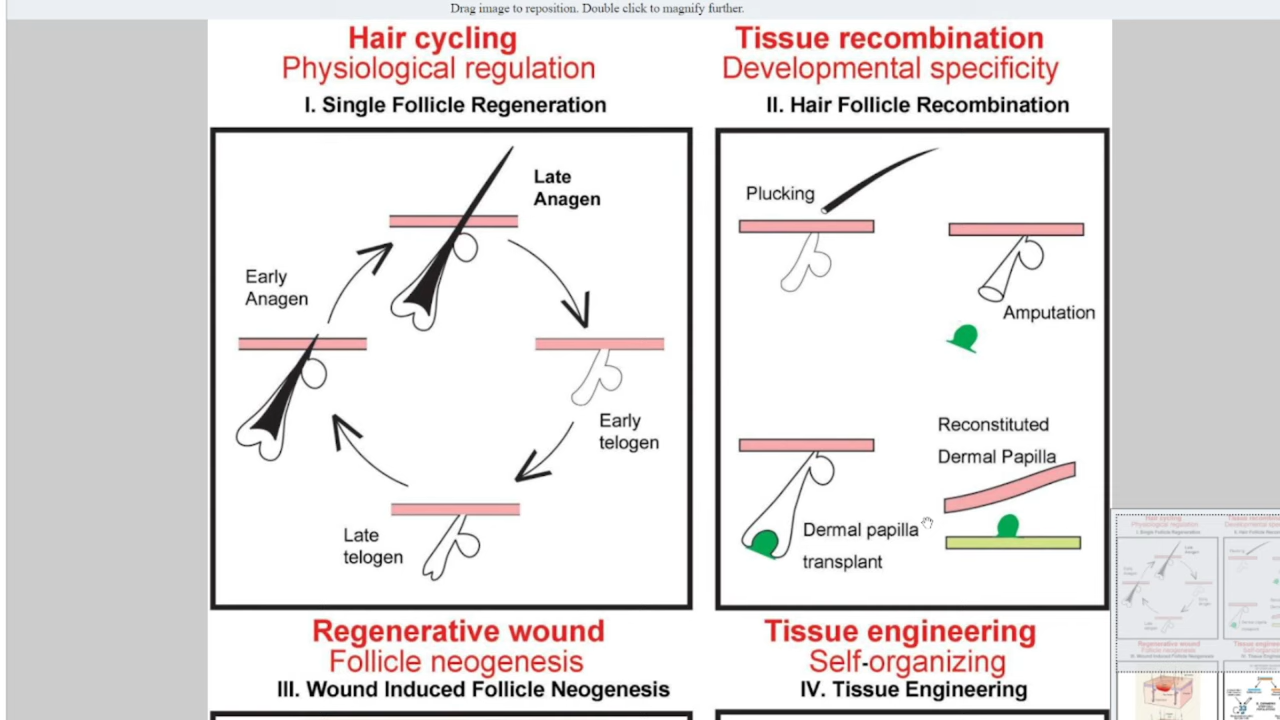 Drag image to reposition. Double click to magnify further.
Hair cycling
Physiological regulation
I. Single Follicle Regeneration
Late
Anagen
Early
Anagen
Early
telogen
Late
telogen
Tissue recombination
Developmental specificity
II. Hair Follicle Recombination
Plucking
Amputation
Reconstituted
Dermal Papilla
Dermal papilla
transplant
Regenerative wound
Follicle neogenesis
III. Wound Induced Follicle Neogenesis
Tissue engineering
Self-organizing
IV. Tissue Engineering